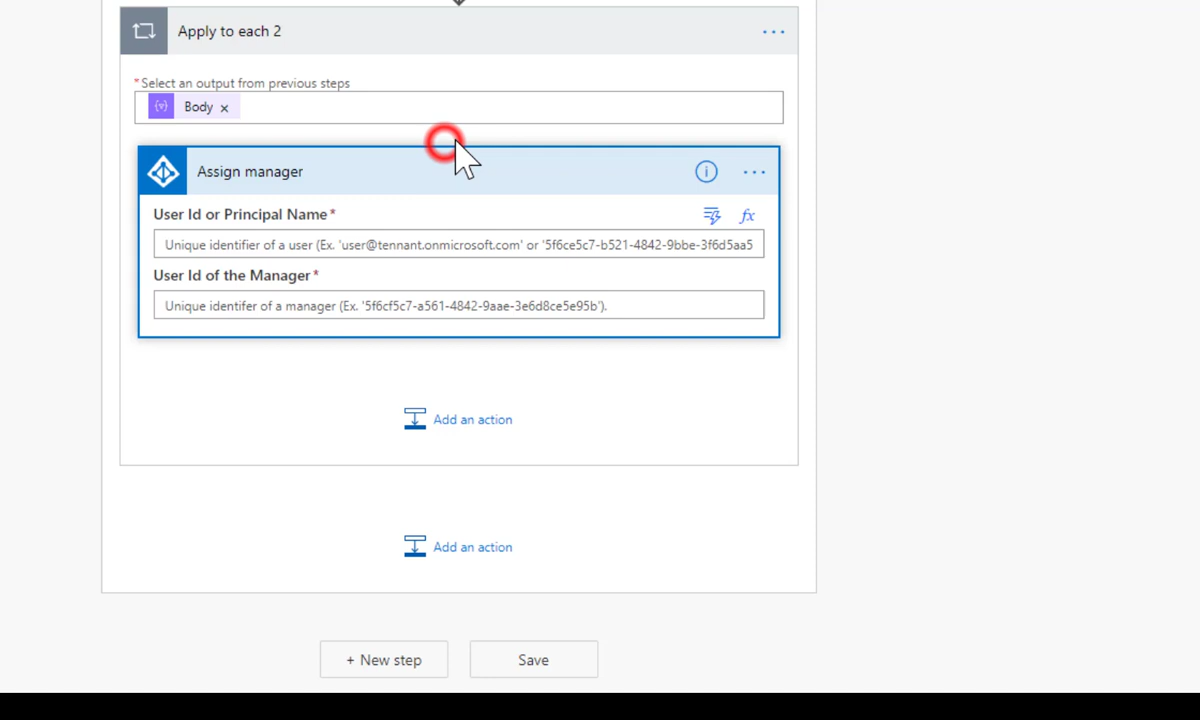 Apply to each 2
...
*Select an output from previous steps
{v} Body ×
Assign manager
i
...
User Id or Principal Name *
fx
Unique identifier of a user (Ex. 'user@tennant.onmicrosoft.com' or '5f6ce5c7-b521-4842-9bbe-3f6d5aa5
User Id of the Manager *
Unique identifer of a manager (Ex. '5f6cf5c7-a561-4842-9aae-3e6d8ce5e95b').
Add an action
Add an action
+ New step
Save